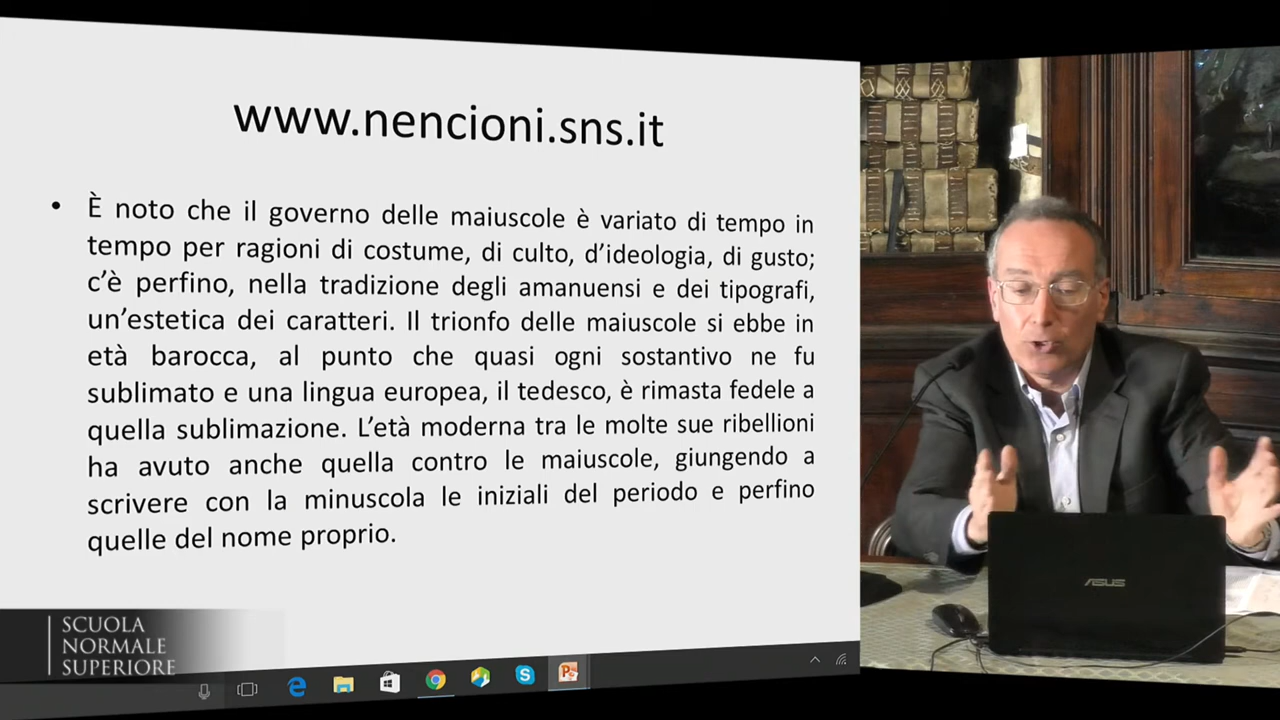 www.nencioni.sns.it
• È noto che il governo delle maiuscole è variato di tempo in
tempo per ragioni di costume, di culto, d’ideologia, di gusto;
c’è perfino, nella tradizione degli amanuensi e dei tipografi,
un’estetica dei caratteri. Il trionfo delle maiuscole si ebbe in
età barocca, al punto che quasi ogni sostantivo ne fu
sublimato e una lingua europea, il tedesco, è rimasta fedele a
quella sublimazione. L’età moderna tra le molte sue ribellioni
ha avuto anche quella contro le maiuscole, giungendo a
scrivere con la minuscola le iniziali del periodo e perfino
quelle del nome proprio.
SCUOLA
NORMALE
SUPERIORE
ASUS